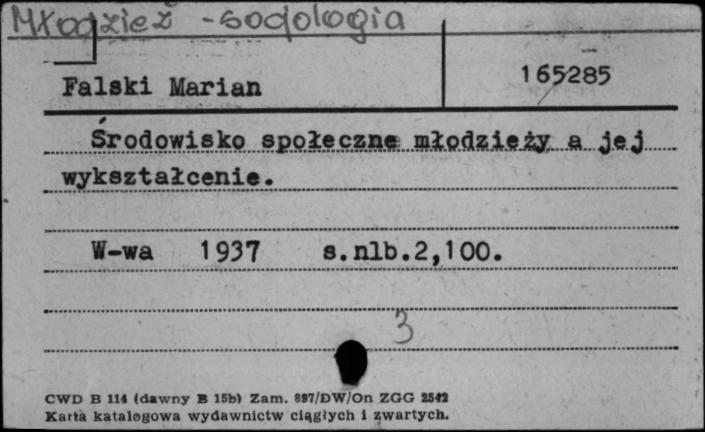 Młodzież - socjologia
165285
Falski Marian
Środowisko społeczne młodzieży a jej
wykształcenie.
W-wa 1937 s.nlb.2,100.
3
CWD B 114 (dawny B 15b) Zam. 897/DW/On ZGG 2542
Karta katalogowa wydawnictw ciągłych i zwartych.